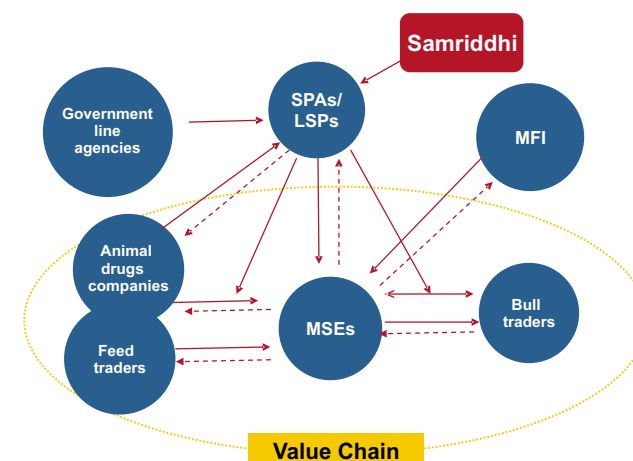 Samriddhi
SPAs/
LSPs
Government
line
agencies
MFI
Animal
drugs
companies
MSEs
Bull
traders
Feed
traders
Value Chain